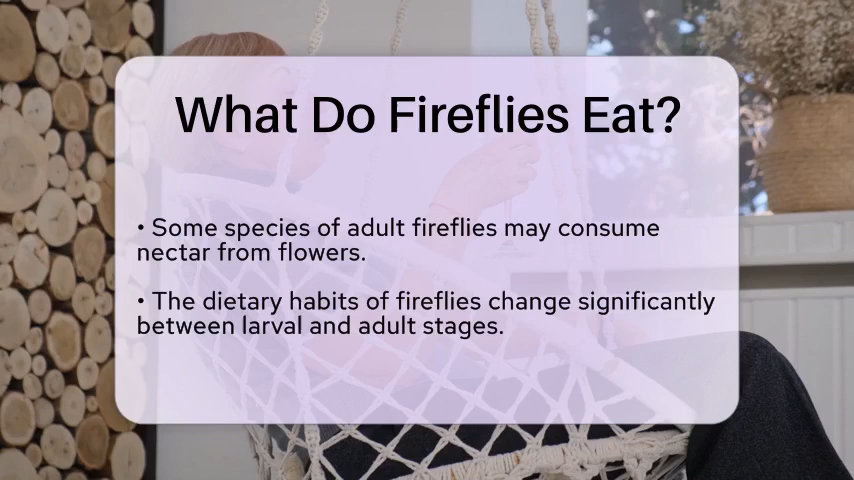 What Do Fireflies Eat?
• Some species of adult fireflies may consume
nectar from flowers.
• The dietary habits of fireflies change significantly
between larval and adult stages.